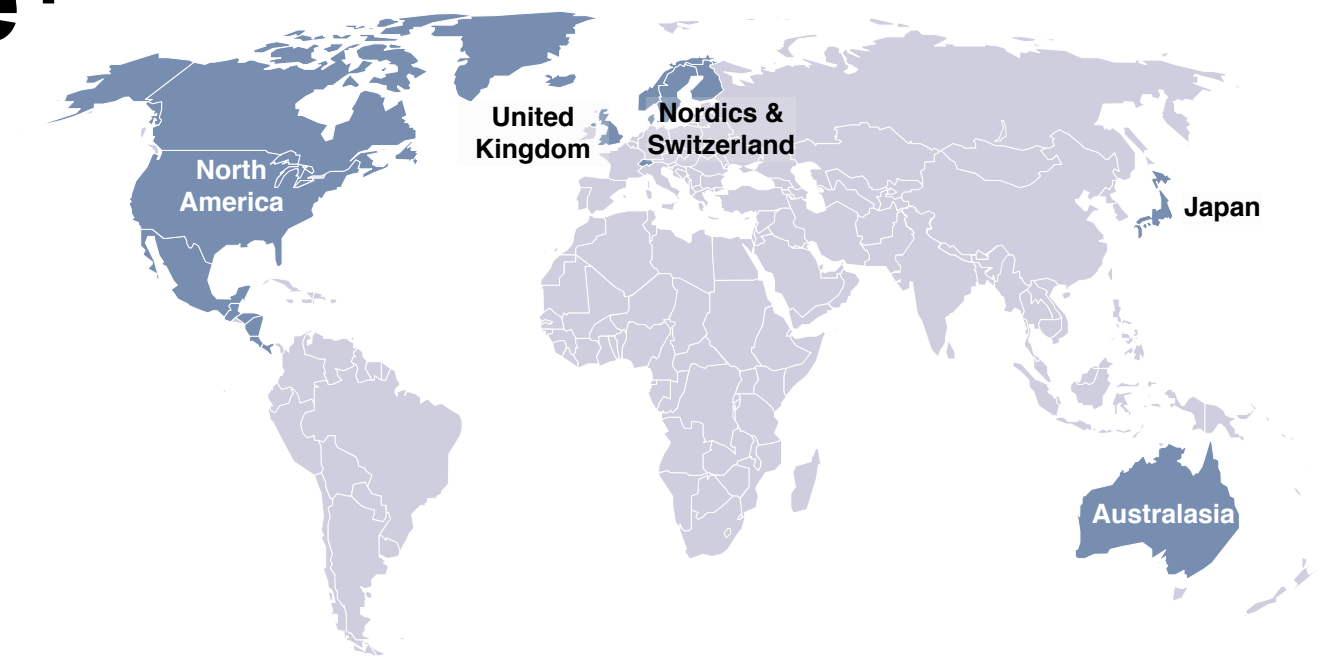 United
Kingdom
Nordics &
Switzerland
North
America
Japan
Australasia